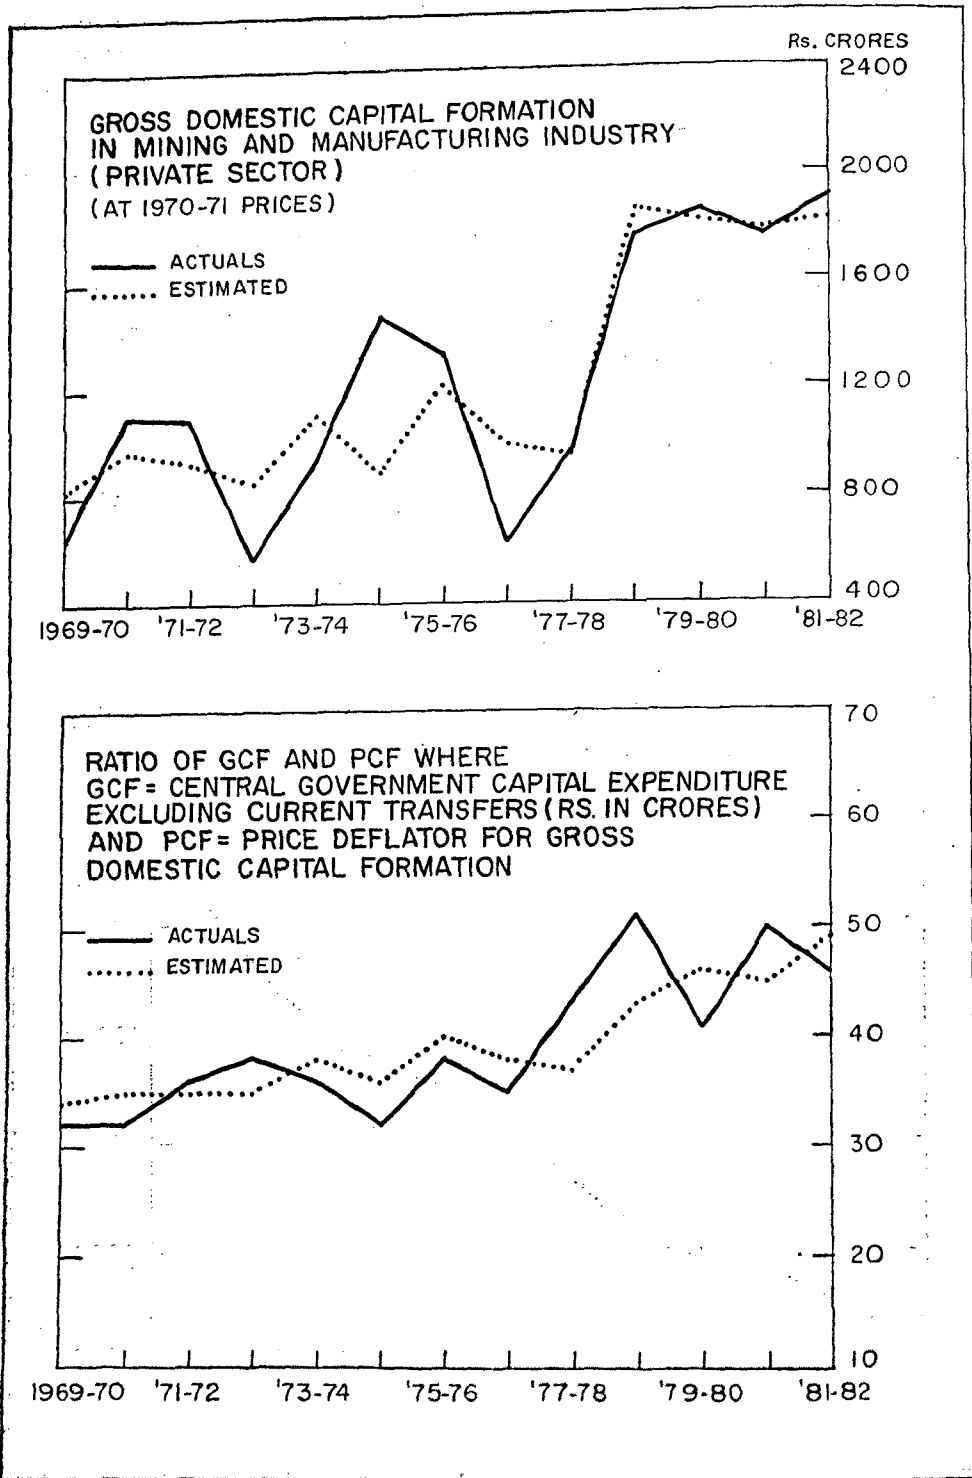 Rs. CRORES
2400
GROSS DOMESTIC CAPITAL FORMATION
IN MINING AND MANUFACTURING INDUSTRY
(PRIVATE SECTOR)
(AT 1970-71 PRICES)
2000
ACTUALS
ESTIMATED
1600
1200
800
400
1969-70 '71-72 '73-74 '75-76 '77-78 '79-80 '81-82
70
RATIO OF GCF AND PCF WHERE
GCF= CENTRAL GOVERNMENT CAPITAL EXPENDITURE
EXCLUDING CURRENT TRANSFERS (RS. IN CRORES)
AND PCF= PRICE DEFLATOR FOR GROSS
DOMESTIC CAPITAL FORMATION
60
50
ACTUALS
ESTIMATED
40
30
20
10
1969-70 '71-72 '73-74 '75-76 '77-78 '79-80 '81-82